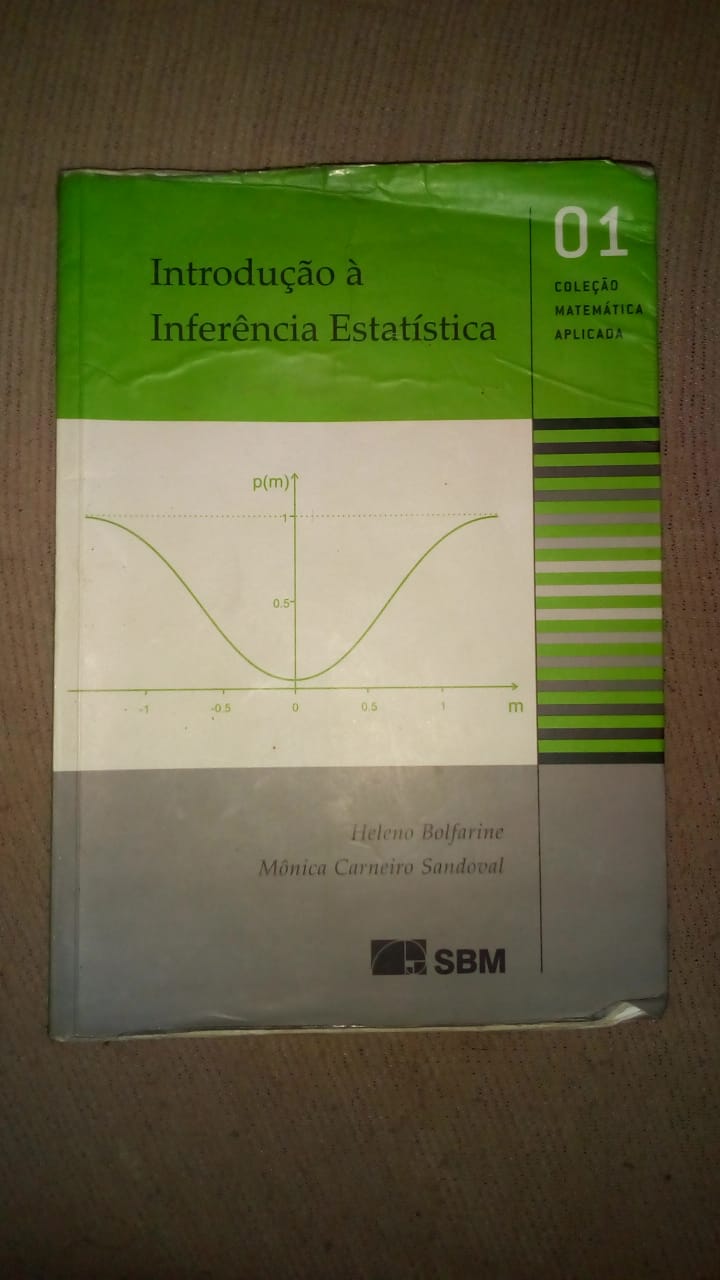 01
COLEÇÃO
MATEMÁTICA
APLICADA
Introdução à
Inferência Estatística
p(m)
1
0.5
-1 -0.5 0 0.5 1 m
Heleno Bolfarine
Mônica Carneiro Sandoval
SBM